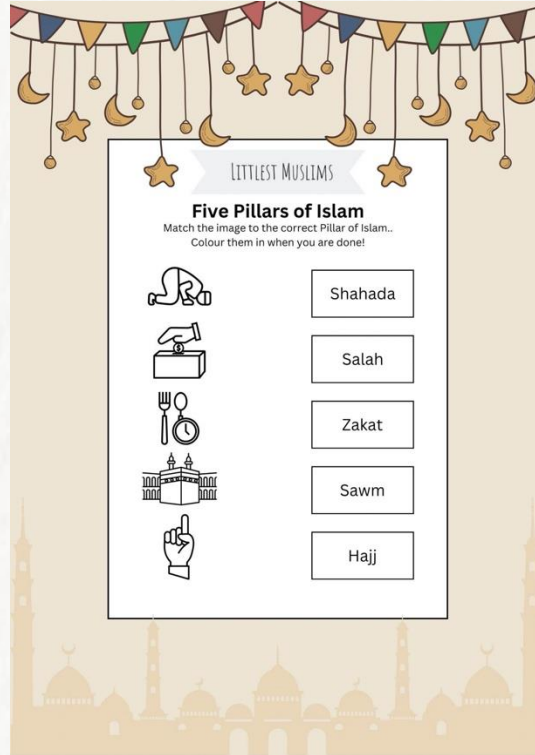 LITTLEST MUSLIMS
Five Pillars of Islam
Match the image to the correct Pillar of Islam..
Colour them in when you are done!
Shahada
$
Salah
Zakat
Sawm
Hajj